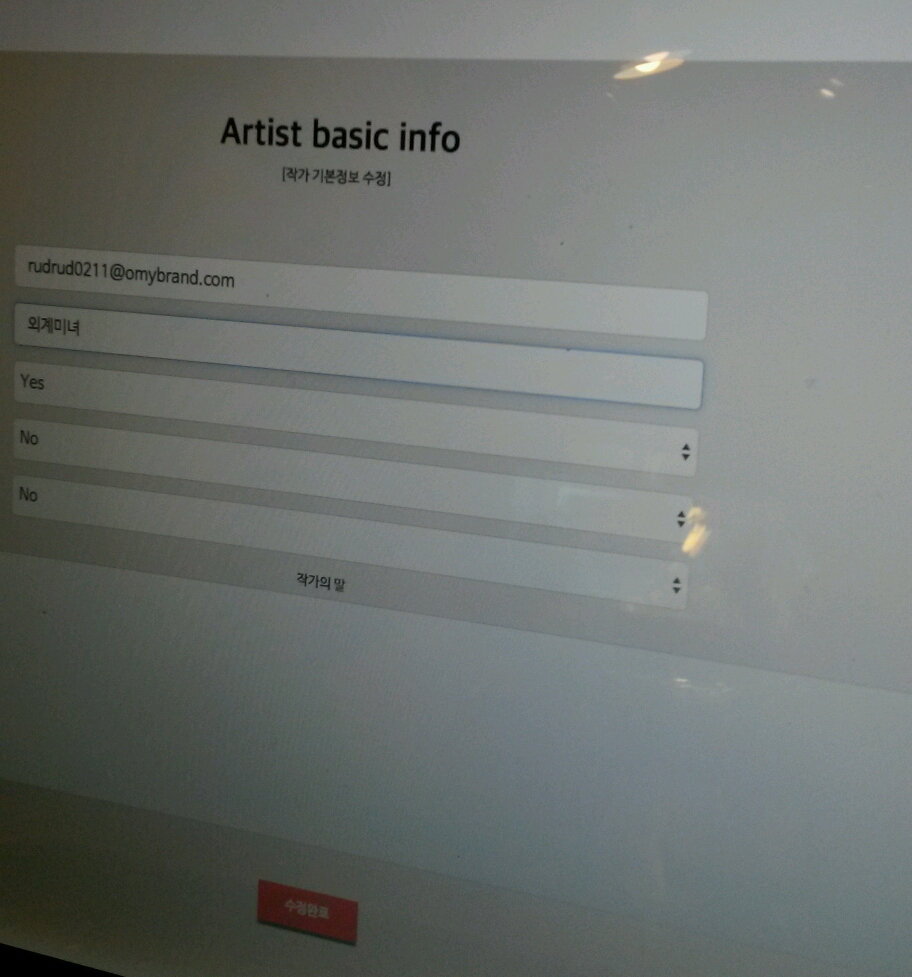 Artist basic info
[작가 기본정보 수정]
rudrud0211@omybrand.com
외계미녀
Yes
No
No
작가의 말
수정완료